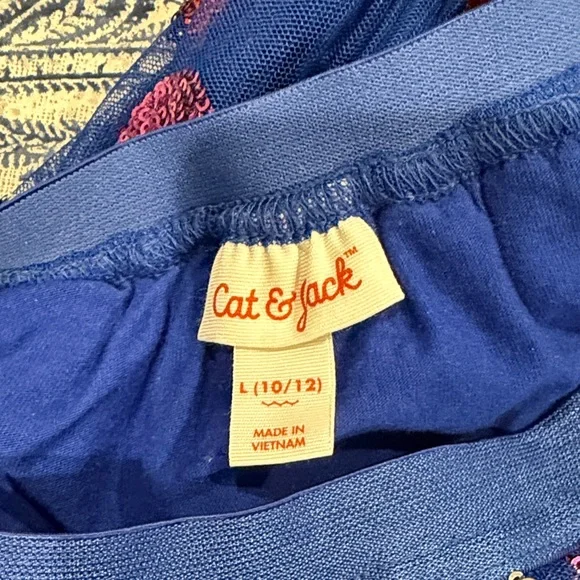 Cat & Jack™
L (10/12)
MADE IN
VIETNAM